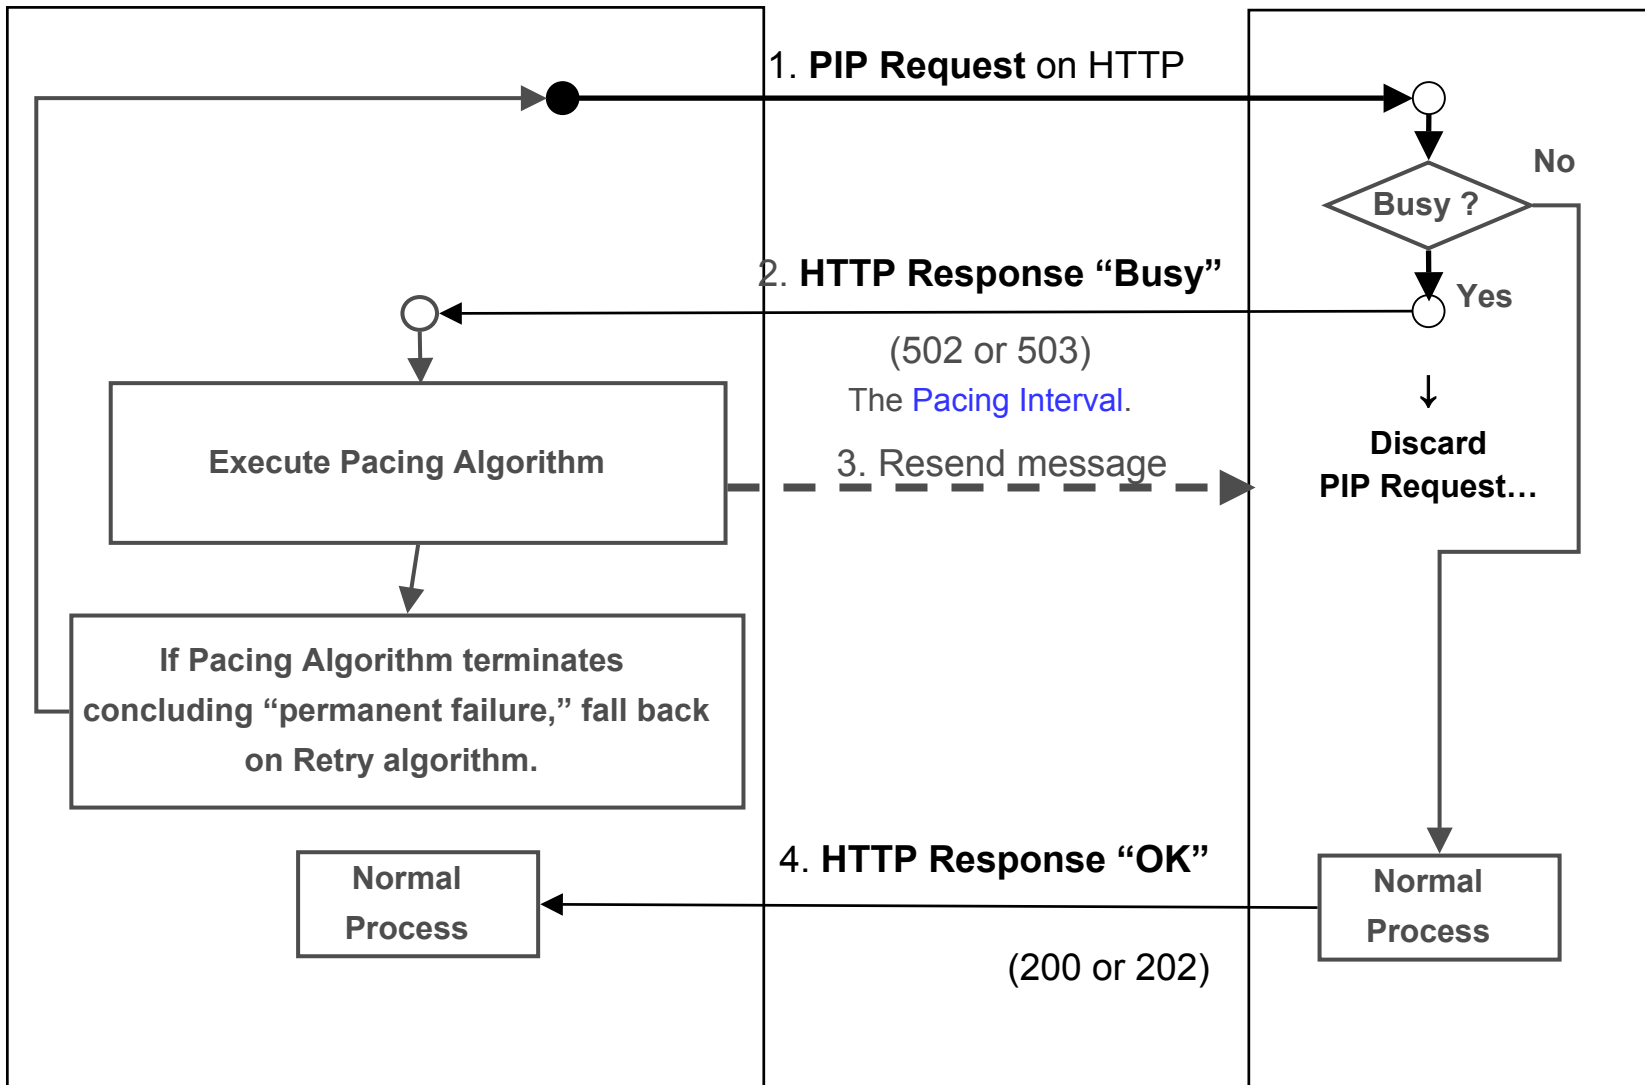 1. PIP Request on HTTP
No
Busy ?
2. HTTP Response “Busy”
Yes
(502 or 503)
The Pacing Interval.
↓
Discard
PIP Request…
Execute Pacing Algorithm
3. Resend message
If Pacing Algorithm terminates
concluding “permanent failure,” fall back
on Retry algorithm.
4. HTTP Response “OK”
Normal
Process
Normal
Process
(200 or 202)